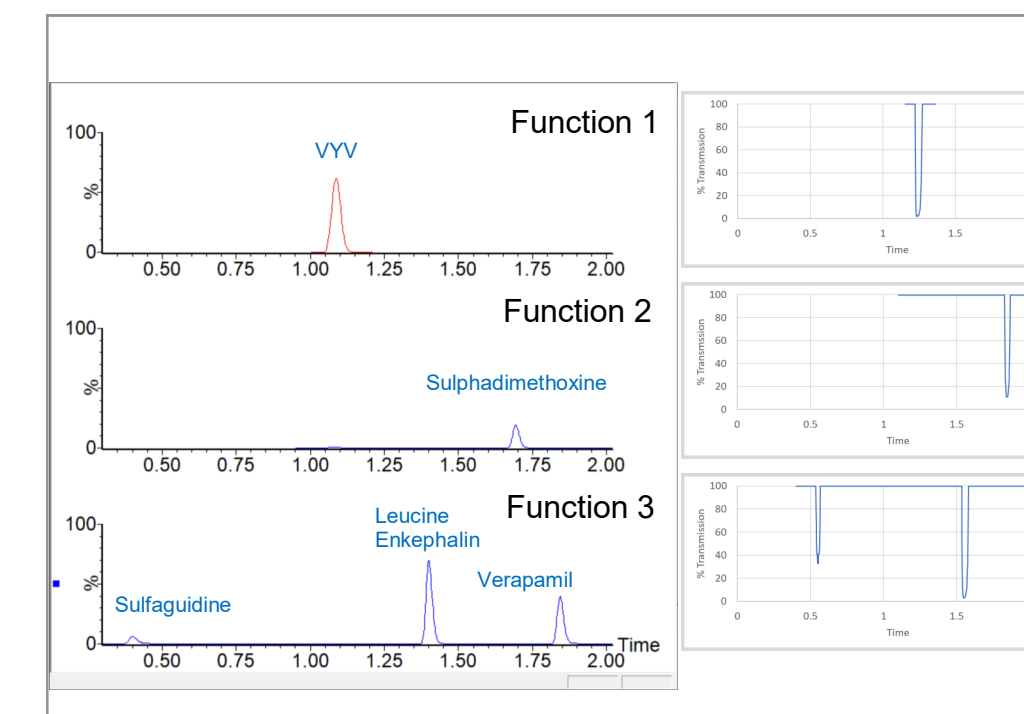 Function 1
100
VYV
%
0
0.50 0.75 1.00 1.25 1.50 1.75 2.00
Function 2
100
Sulphadimethoxine
%
0
0.50 0.75 1.00 1.25 1.50 1.75 2.00
Function 3
100
Leucine
Enkephalin
Verapamil
%
Sulfaguidine
0
Time
0.50 0.75 1.00 1.25 1.50 1.75 2.00
100
80
60
40
20
0
% Transmssion
0 0.5 1 1.5
Time
100
80
60
40
20
0
% Transmssion
0 0.5 1 1.5
Time
100
80
60
40
20
0
% Transmission
0 0.5 1 1.5
Time